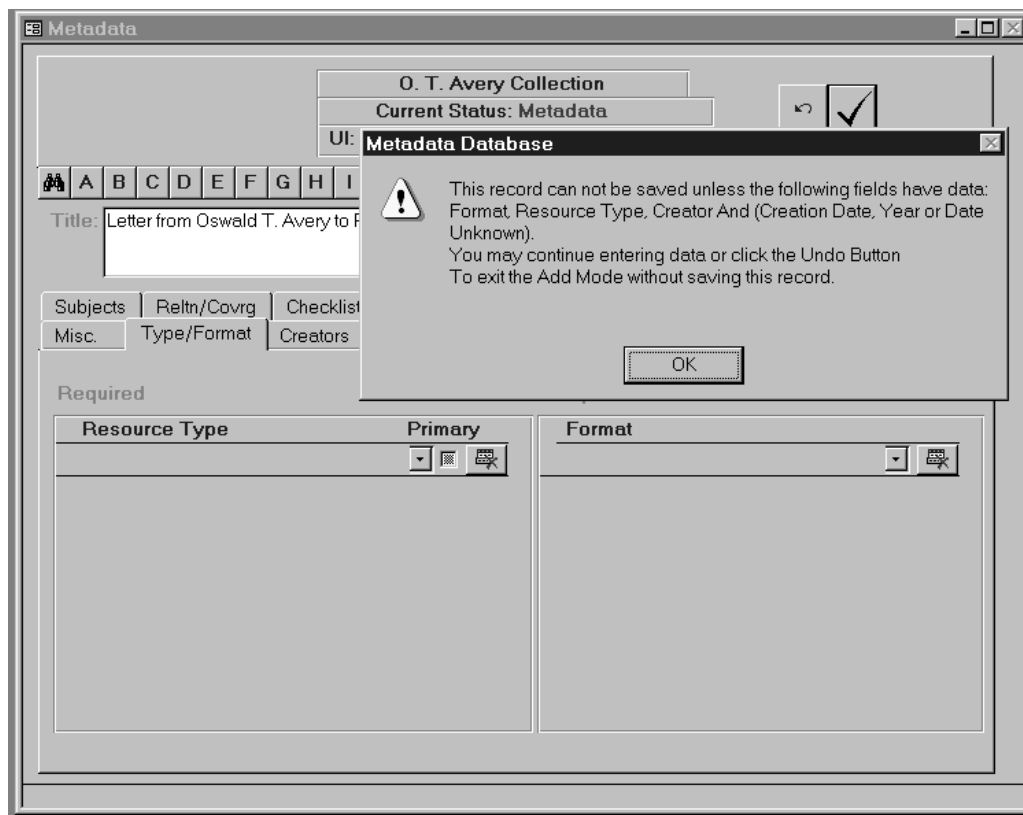 Metadata
O. T. Avery Collection
Current Status: Metadata
UI:
Metadata Database
This record can not be saved unless the following fields have data:
Format, Resource Type, Creator And (Creation Date, Year or Date
Unknown).
You may continue entering data or click the Undo Button
To exit the Add Mode without saving this record.
OK
A B C D E F G H I
Title: Letter from Oswald T. Avery to
Subjects Reltn/Covrg Checklist
Misc. Type/Format Creators
Required
Resource Type Primary Format